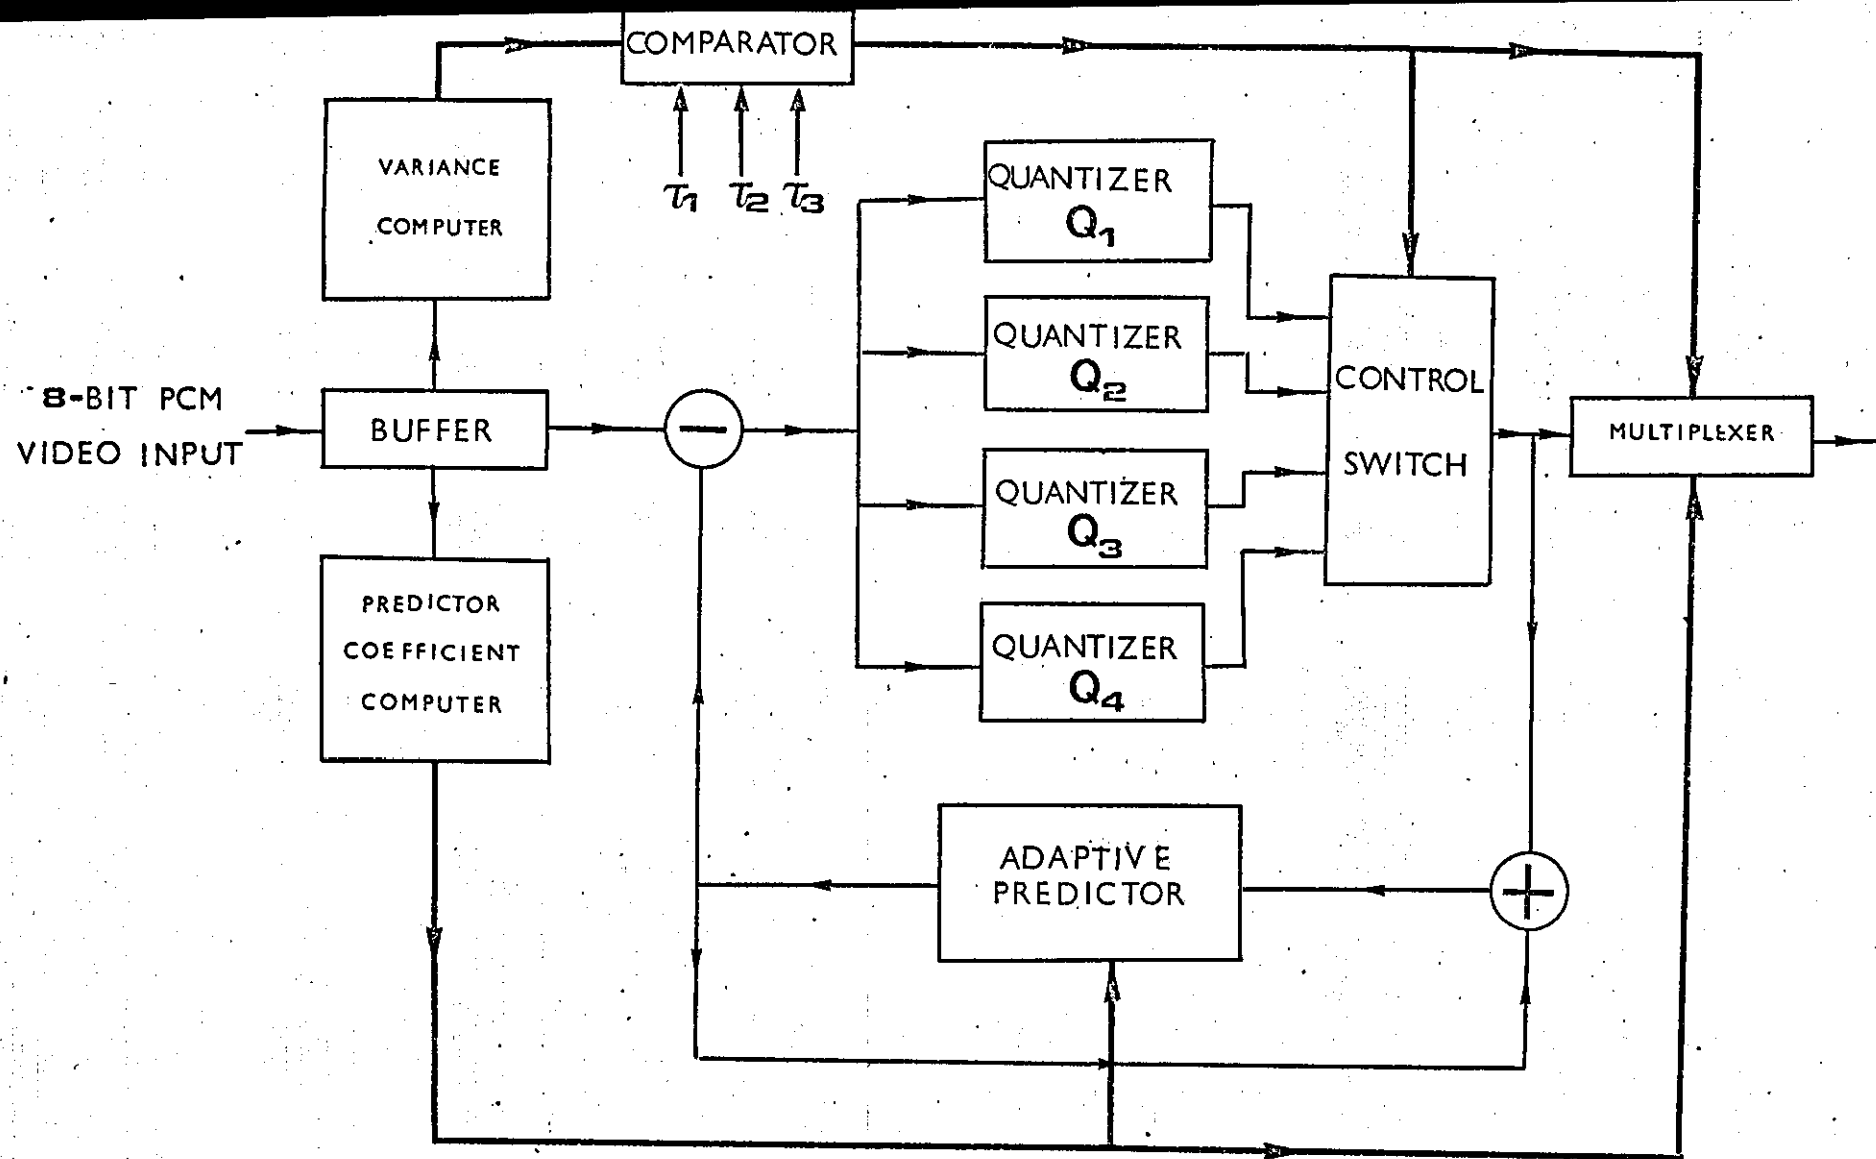 COMPARATOR
VARIANCE
COMPUTER
τ1 τ2 τ3
QUANTIZER
Q1
QUANTIZER
Q2
8-BIT PCM
VIDEO INPUT
BUFFER
CONTROL
SWITCH
MULTIPLEXER
QUANTIZER
Q3
PREDICTOR
COEFFICIENT
COMPUTER
QUANTIZER
Q4
ADAPTIVE
PREDICTOR